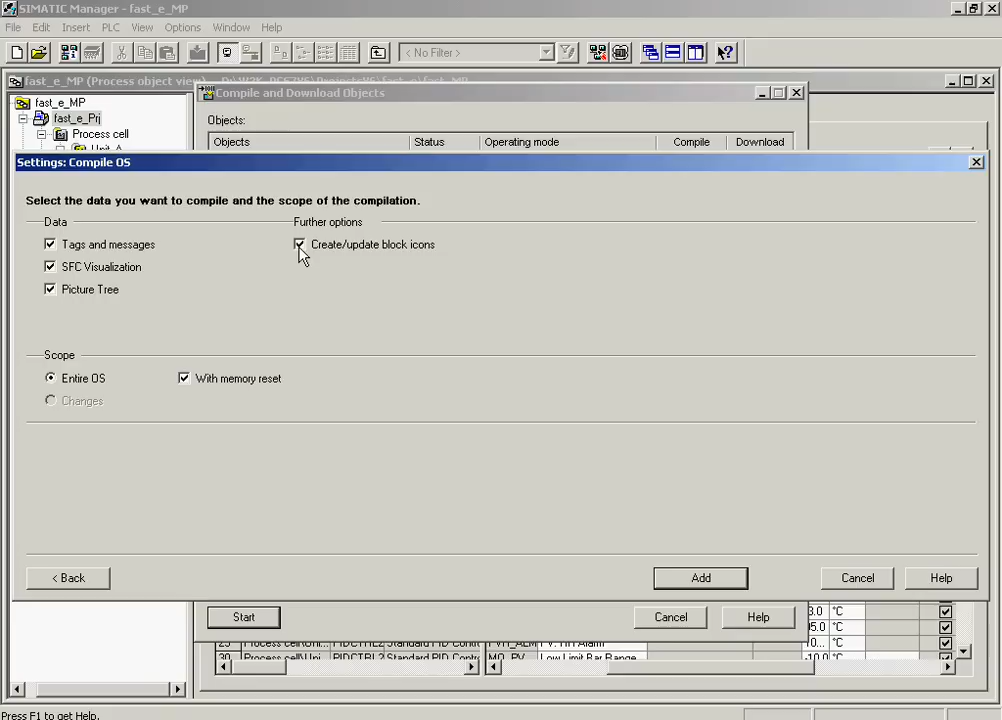 SIMATIC Manager - fast_e_MP
File Edit Insert PLC View Options Window Help
< No Filter >
fast_e_MP (Process object view)
Compile and Download Objects
fast_e_MP
Objects:
fast_e_Prj
Process cell
Objects Status Operating mode Compile Download
Settings: Compile OS
Select the data you want to compile and the scope of the compilation.
Data Further options
Tags and messages Create/update block icons
SFC Visualization
Picture Tree
Scope
Entire OS With memory reset
Changes
< Back Add Cancel Help
Start Cancel Help
°C
°C
°C
Low Limit Bar Range -10.0 °C
Press F1 to get Help.